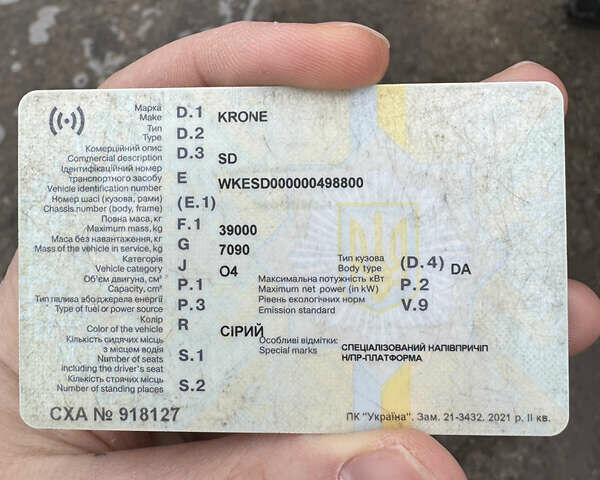 Марка
Make D.1 KRONE
Тип
Type D.2
Комерційний опис
Commercial description D.3 SD
Ідентифікаційний номер
транспортного засобу
Vehicle identification number E WKESD000000498800
Номер шасі (кузова, рами)
Chassis number (body, frame) (E.1)
Повна маса, кг
Maximum mass, kg F.1 39000
Маса без навантаження, кг
Mass of the vehicle in service, kg G 7090
Категорія
Vehicle category J O4
Тип кузова
Body type (D.4) DA
Об'єм двигуна, см³
Capacity, cm³ P.1
Максимальна потужність кВт
Maximum net power (in kW) P.2
Тип палива або джерела енергії
Type of fuel or power source P.3
Рівень екологічних норм
Emission standard V.9
Колір
Color of the vehicle R СІРИЙ
Особливі відмітки:
Special marks СПЕЦІАЛІЗОВАНИЙ НАПІВПРИЧІП
Н/ПР-ПЛАТФОРМА
Кількість сидячих місць
з місцем водія
Number of seats
including the driver's seat S.1
Кількість стоячих місць
Number of standing places S.2
СХА № 918127
ПК "Україна". Зам. 21-3432. 2021 р. ІІ кв.